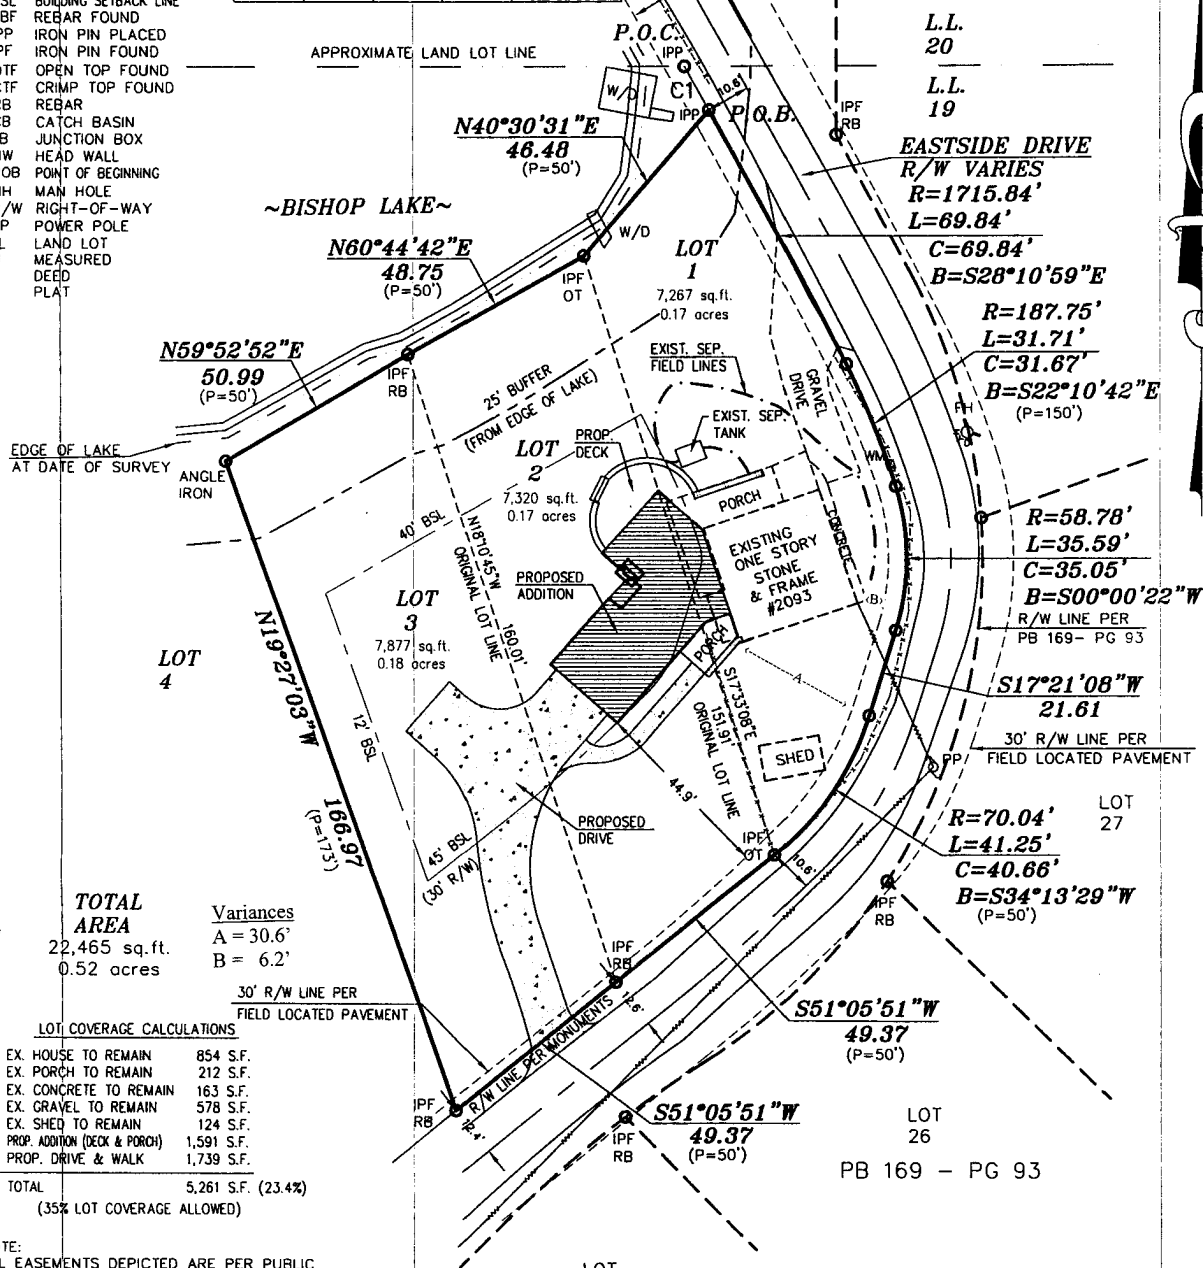 BUILDING SETBACK LINE
REBAR FOUND
IRON PIN PLACED
IRON PIN FOUND
OPEN TOP FOUND
CRIMP TOP FOUND
REBAR
CATCH BASIN
JUNCTION BOX
HEAD WALL
POINT OF BEGINNING
MAN HOLE
RIGHT-OF-WAY
POWER POLE
LAND LOT
MEASURED
DEED
PLAT
APPROXIMATE LAND LOT LINE
P.O.C.
IPP
C1
IPP
P.O.B.
10.6'
W/D
L.L.
20
L.L.
19
IPF
RB
EASTSIDE DRIVE
R/W VARIES
R=1715.84'
L=69.84'
C=69.84'
B=S28°10'59"E
R=187.75'
L=31.71'
C=31.67'
B=S22°10'42"E
(P=150')
N40°30'31"E
46.48
(P=50')
~BISHOP LAKE~
N60°44'42"E
48.75
(P=50')
W/D
IPF
OT
LOT
1
7,267 sq.ft.
0.17 acres
N59°52'52"E
50.99
(P=50')
IPF
RB
25' BUFFER
(FROM EDGE OF LAKE)
EXIST. SEP.
FIELD LINES
GRAVEL
DRIVE
FH
EXIST. SEP.
TANK
EDGE OF LAKE
AT DATE OF SURVEY
ANGLE
IRON
PROP.
DECK
LOT
2
7,320 sq.ft.
0.17 acres
WM
PORCH
40' BSL
N18°10'45"W
160.01'
ORIGINAL LOT LINE
CONCRETE
EXISTING
ONE STORY
STONE
& FRAME
#2093
R=58.78'
L=35.59'
C=35.05'
B=S00°00'22"W
R/W LINE PER
PB 169- PG 93
PROPOSED
ADDITION
B
LOT
3
7,877 sq.ft.
0.18 acres
N19°27'03"W
166.97
(P=173')
LOT
4
PORCH
A
S17°33'08"E
151.91'
ORIGINAL LOT LINE
S17°21'08"W
21.61
12' BSL
SHED
30' R/W LINE PER
FIELD LOCATED PAVEMENT
PP
44.9'
LOT
27
PROPOSED
DRIVE
IPF
OT
10.6'
R=70.04'
L=41.25'
C=40.66'
B=S34°13'29"W
(P=50')
45' BSL
(30' R/W)
IPF
RB
TOTAL
AREA
22,465 sq.ft.
0.52 acres
Variances
A = 30.6'
B = 6.2'
IPF
RB
12.6'
30' R/W LINE PER
FIELD LOCATED PAVEMENT
R/W LINE PER MONUMENTS
S51°05'51"W
49.37
(P=50')
LOT COVERAGE CALCULATIONS
EX. HOUSE TO REMAIN 854 S.F.
EX. PORCH TO REMAIN 212 S.F.
EX. CONCRETE TO REMAIN 163 S.F.
EX. GRAVEL TO REMAIN 578 S.F.
EX. SHED TO REMAIN 124 S.F.
PROP. ADDITION (DECK & PORCH) 1,591 S.F.
PROP. DRIVE & WALK 1,739 S.F.
TOTAL 5,261 S.F. (23.4%)
(35% LOT COVERAGE ALLOWED)
IPF
RB
S51°05'51"W
49.37
(P=50')
IPF
RB
LOT
26
PB 169 - PG 93
EASEMENTS DEPICTED ARE PER PUBLIC
LOT